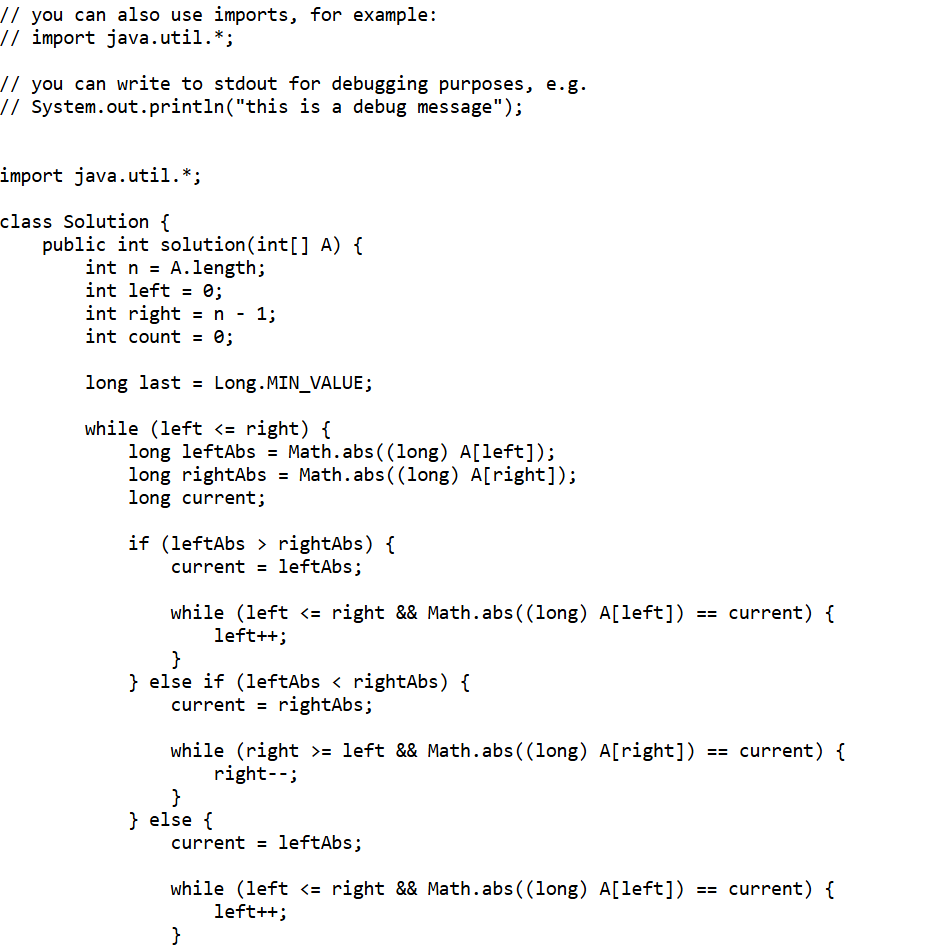 // you can also use imports, for example:
// import java.util.*;

// you can write to stdout for debugging purposes, e.g.
// System.out.println("this is a debug message");


import java.util.*;

class Solution {
    public int solution(int[] A) {
        int n = A.length;
        int left = 0;
        int right = n - 1;
        int count = 0;

        long last = Long.MIN_VALUE;

        while (left <= right) {
            long leftAbs = Math.abs((long) A[left]);
            long rightAbs = Math.abs((long) A[right]);
            long current;

            if (leftAbs > rightAbs) {
                current = leftAbs;

                while (left <= right && Math.abs((long) A[left]) == current) {
                    left++;
                }
            } else if (leftAbs < rightAbs) {
                current = rightAbs;

                while (right >= left && Math.abs((long) A[right]) == current) {
                    right--;
                }
            } else {
                current = leftAbs;

                while (left <= right && Math.abs((long) A[left]) == current) {
                    left++;
                }